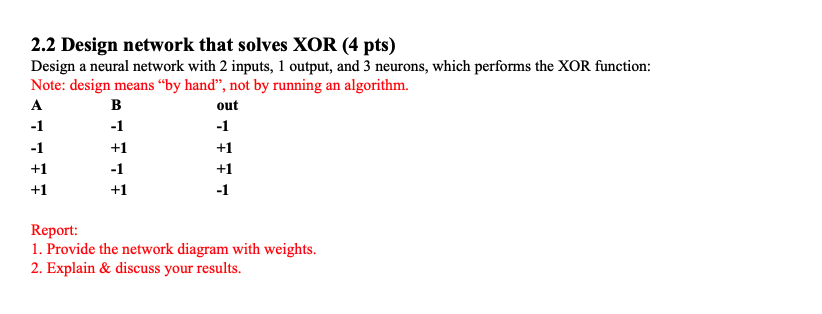 2.2 Design network that solves XOR (4 pts)
Design a neural network with 2 inputs, 1 output, and 3 neurons, which performs the XOR function:
Note: design means “by hand”, not by running an algorithm.
A B out
-1 -1 -1
-1 +1 +1
+1 -1 +1
+1 +1 -1
Report:
1. Provide the network diagram with weights.
2. Explain & discuss your results.